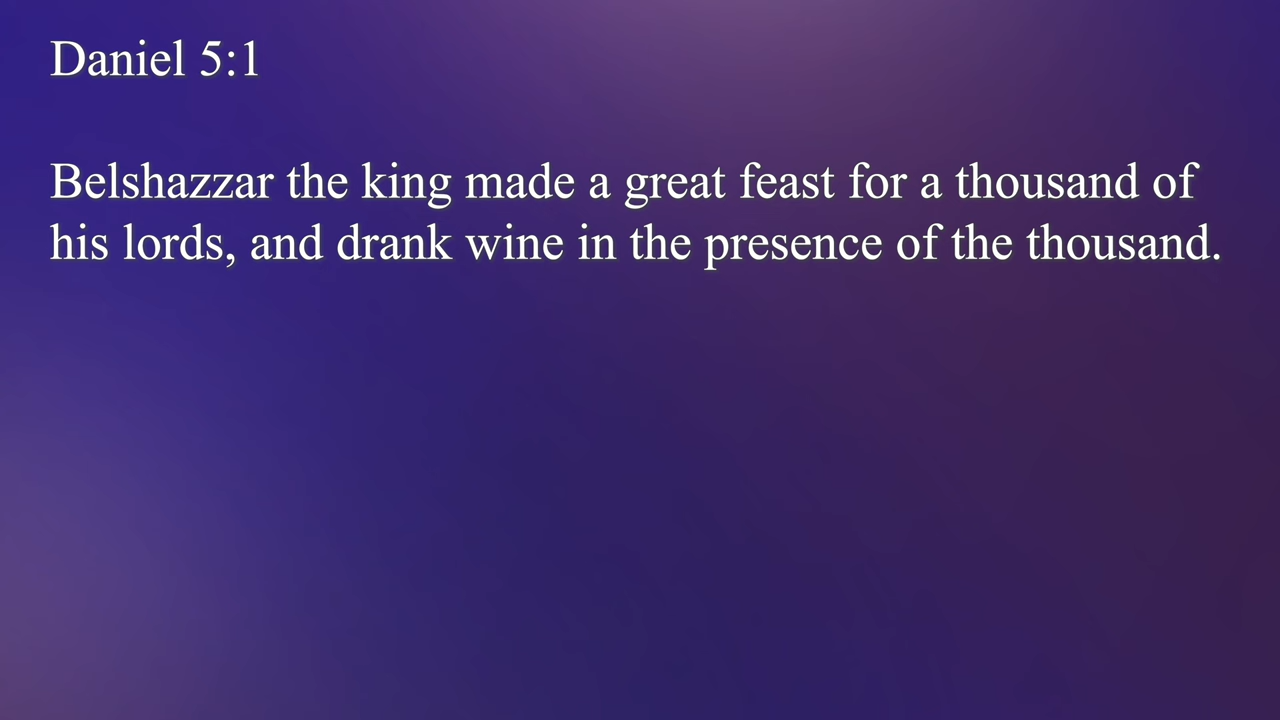 Daniel 5:1
Belshazzar the king made a great feast for a thousand of
his lords, and drank wine in the presence of the thousand.